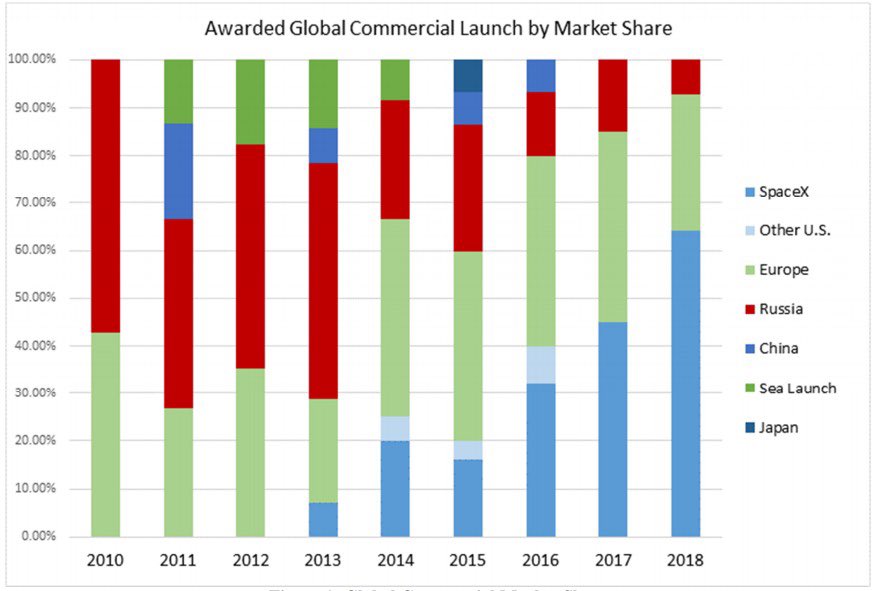 Awarded Global Commercial Launch by Market Share
100.00%
90.00%
80.00%
70.00%
60.00%
50.00%
40.00%
30.00%
20.00%
10.00%
0.00%
2010 2011 2012 2013 2014 2015 2016 2017 2018
SpaceX
Other U.S.
Europe
Russia
China
Sea Launch
Japan